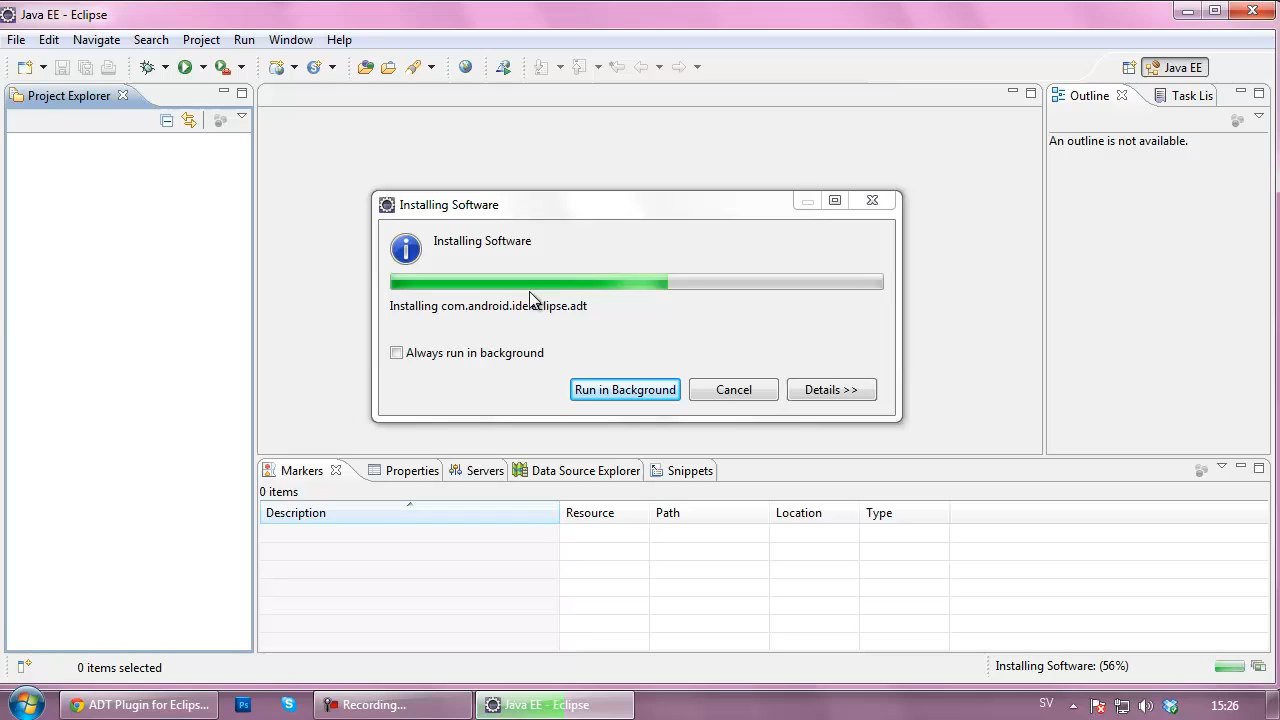 Java EE - Eclipse
File Edit Navigate Search Project Run Window Help
Java EE
Project Explorer
Outline
Task Lis
An outline is not available.
Installing Software
Installing Software
Installing com.android.ide.eclipse.adt
Always run in background
Run in Background
Cancel
Details >>
Markers
Properties
Servers
Data Source Explorer
Snippets
0 items
Description Resource Path Location Type
0 items selected
Installing Software: (56%)
ADT Plugin for Eclips...
Ps
Recording...
Java EE - Eclipse
SV
15:26